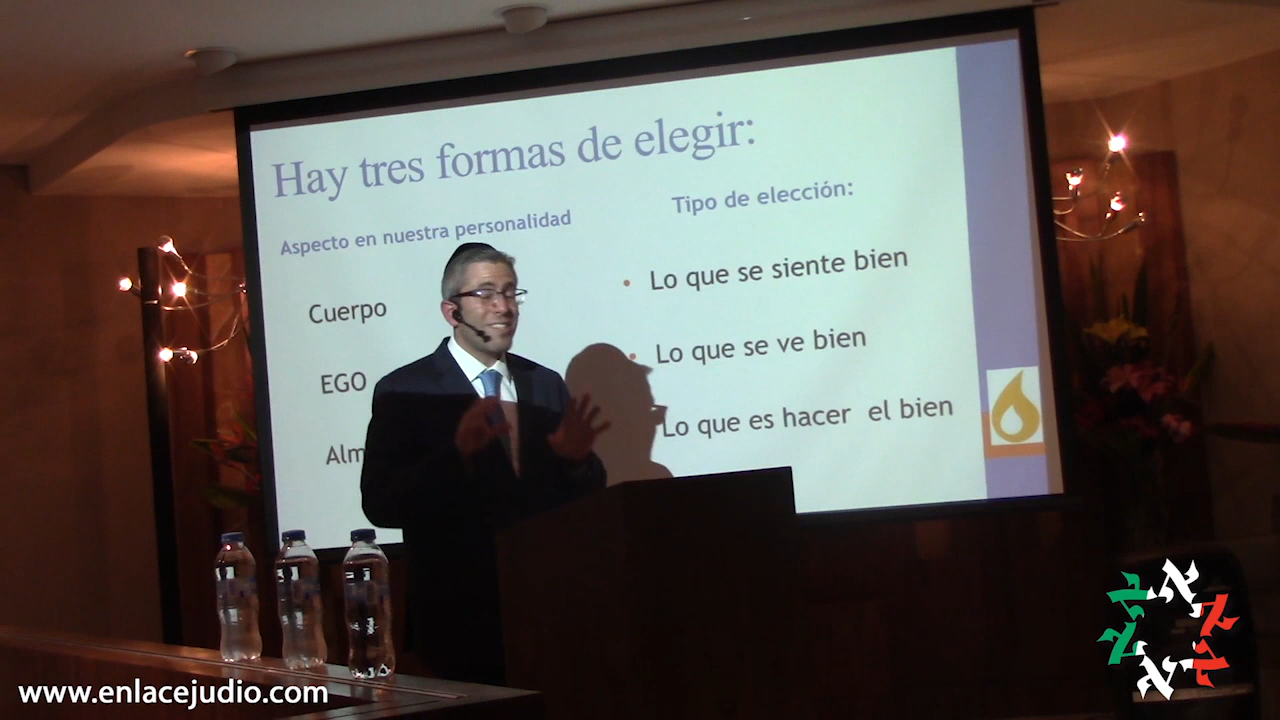 Hay tres formas de elegir:
Aspecto en nuestra personalidad
Tipo de elección:
Cuerpo
Lo que se siente bien
EGO
Lo que se ve bien
Lo que es hacer el bien
www.enlacejudio.com